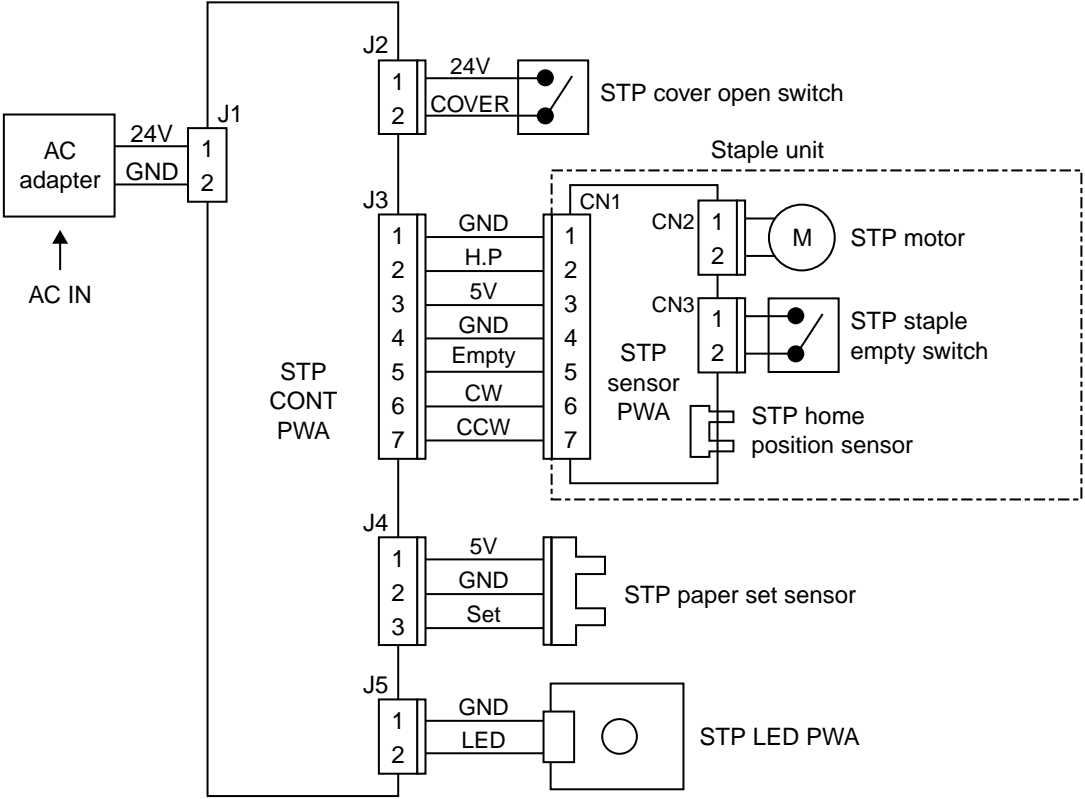 J2
1
24V
2
COVER
STP cover open switch
J1
AC
adapter
24V
GND
1
2
AC IN
STP
CONT
PWA
Staple unit
J3
CN1
1
GND
1
2
H.P
2
3
5V
3
4
GND
4
5
Empty
5
6
CW
6
7
CCW
7
STP
sensor
PWA
CN2
1
2
M
STP motor
CN3
1
2
STP staple
empty switch
STP home
position sensor
J4
1
5V
2
GND
3
Set
STP paper set sensor
J5
1
GND
2
LED
STP LED PWA